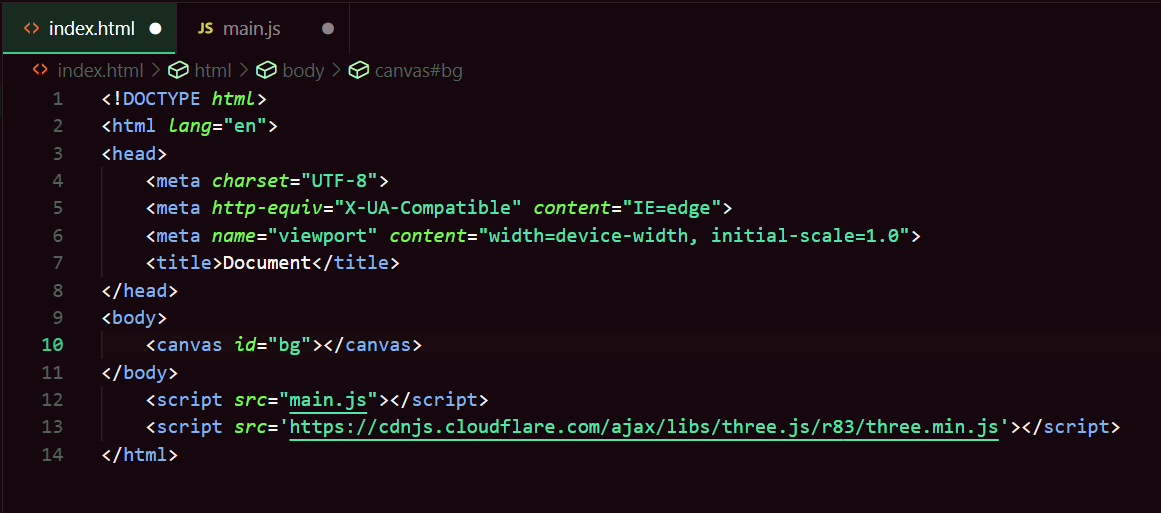 <> index.html ●  JS main.js ●
<> index.html > html > body > canvas#bg
1 <!DOCTYPE html>
2 <html lang="en">
3 <head>
4     <meta charset="UTF-8">
5     <meta http-equiv="X-UA-Compatible" content="IE=edge">
6     <meta name="viewport" content="width=device-width, initial-scale=1.0">
7     <title>Document</title>
8 </head>
9 <body>
10     <canvas id="bg"></canvas>
11 </body>
12     <script src="main.js"></script>
13     <script src='https://cdnjs.cloudflare.com/ajax/libs/three.js/r83/three.min.js'></script>
14 </html>